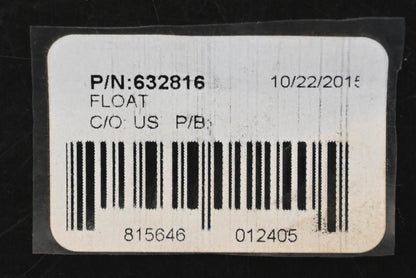 P/N:632816 10/22/2015
FLOAT
C/O: US P/B:
815646 012405